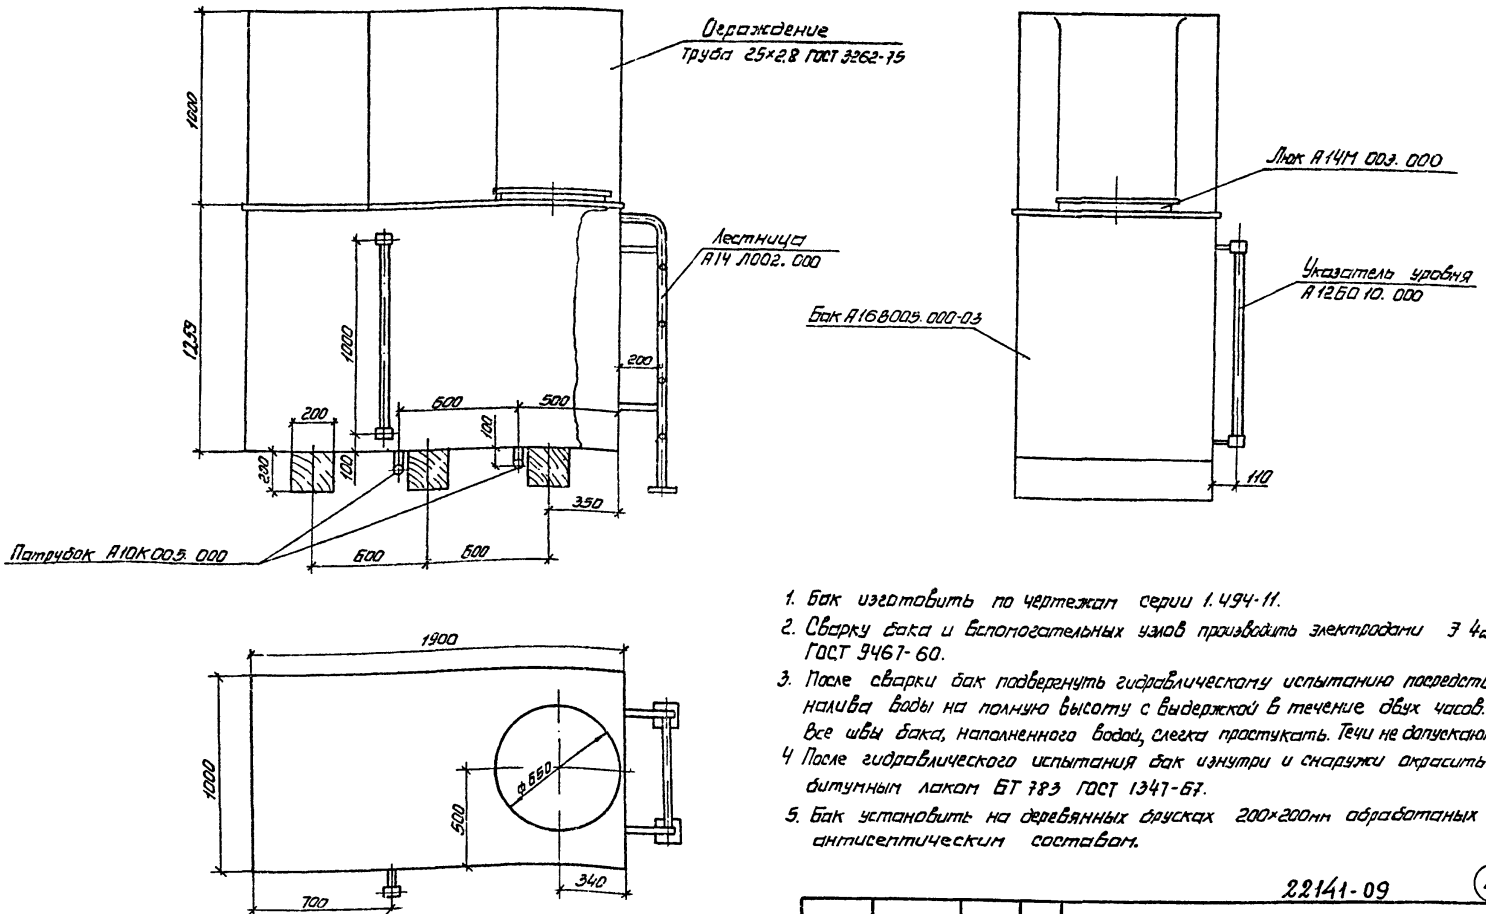 Ограждение
Труба 25×2,8 ГОСТ 3262-75
1000
Люк А14М 003. 000
Лестница
А14 Л002. 000
Указатель уровня
А12Б010. 000
Бак А16В005. 000-03
1259
1000
200
600
500
200
100
200
100
110
350
Патрубок А10К005. 000
600
600
1. Бак изготовить по чертежам серии 1.494-11.
2. Сварку бака и вспомогательных узлов производить электродами Э 42
ГОСТ 9467-60.
1900
3. После сварки бак подвергнуть гидравлическому испытанию посредств
налива воды на полную высоту с выдержкой в течение двух часов.
Все швы бака, наполненного водой, слегка простукать. Течи не допускаю
4 После гидравлического испытания бак изнутри и снаружи окрасить
битумным лаком БТ 783 ГОСТ 1347-67.
5. Бак установить на деревянных брусках 200×200мм обработаных
антисептическим составом.
1000
ф 650
500
340
700
22141-09